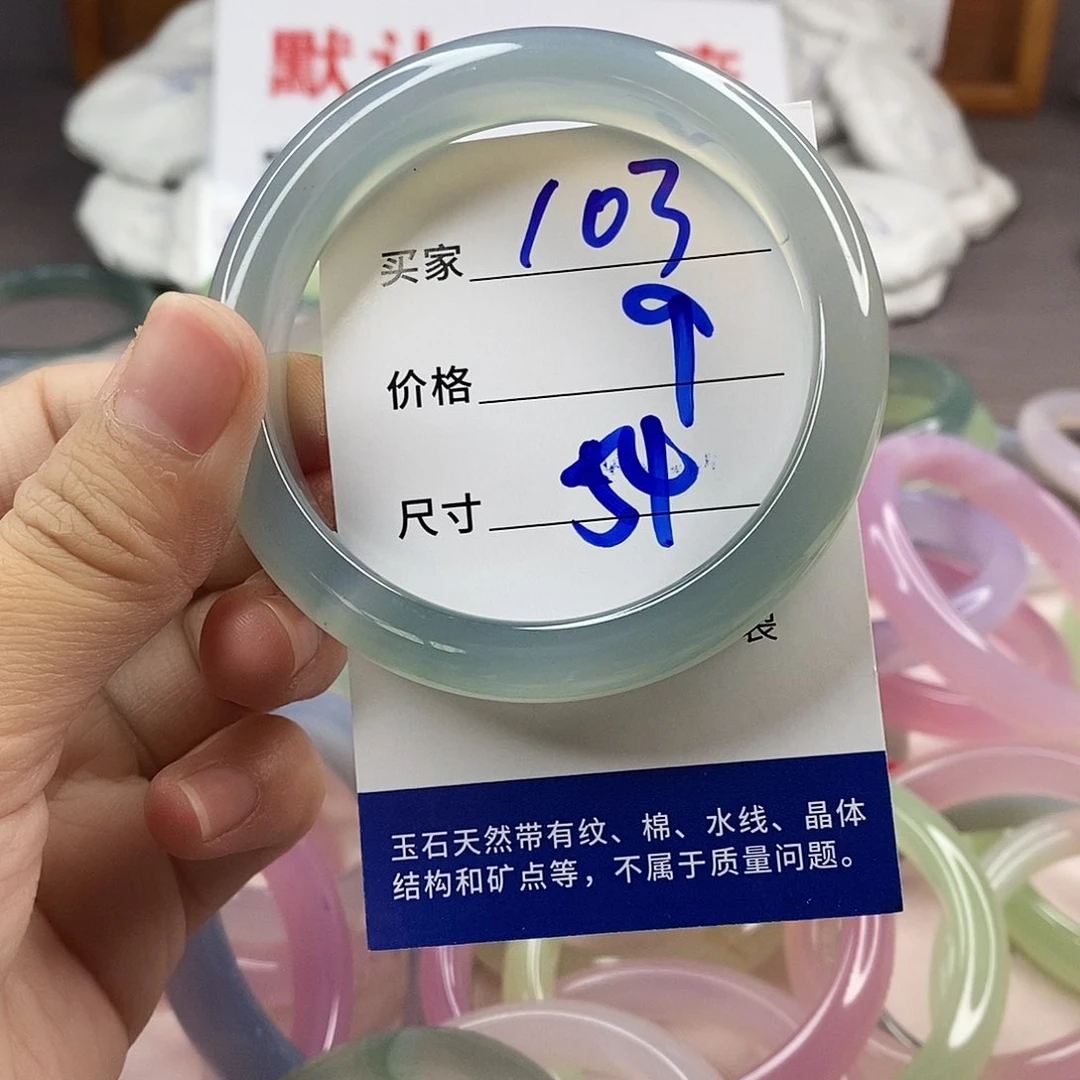 默认
买家 103
价格 9
尺寸 54
裂
玉石天然带有纹、棉、水线、晶体
结构和矿点等，不属于质量问题。